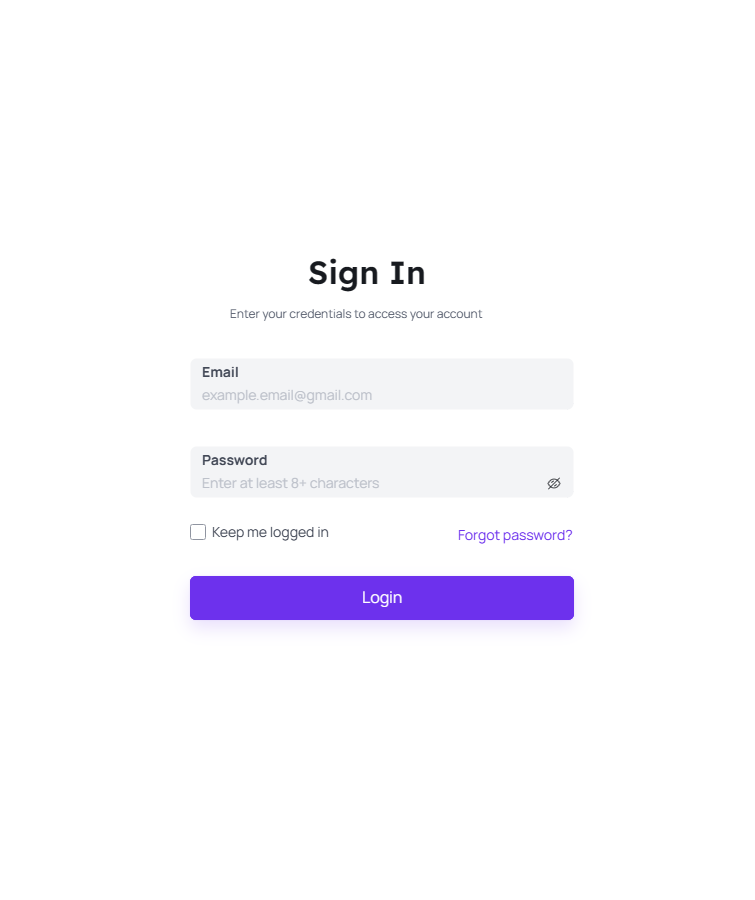 Sign In
Enter your credentials to access your account
Email
example.email@gmail.com
Password
Enter at least 8+ characters
Keep me logged in
Forgot password?
Login